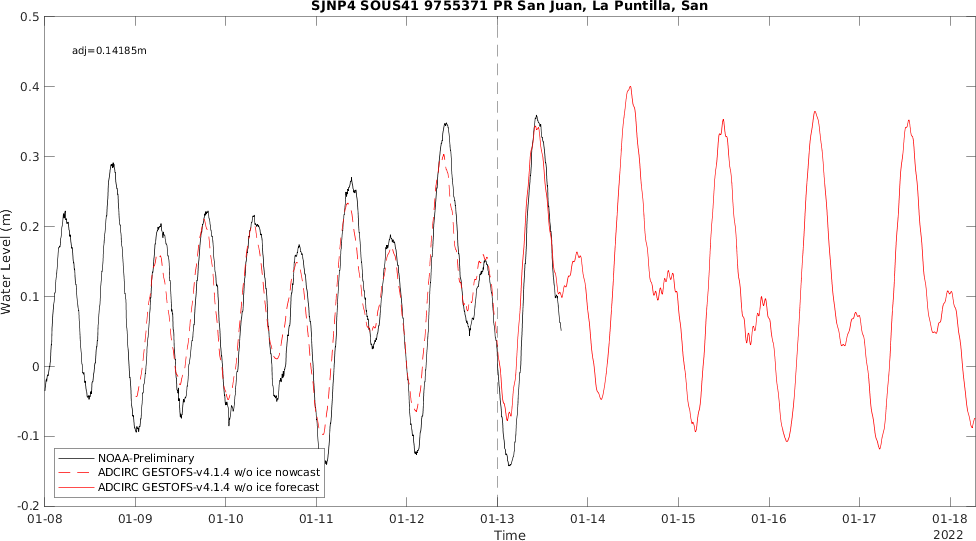 SJNP4 SOUS41 9755371 PR San Juan, La Puntilla, San
adj=0.14185m
Water Level (m)
0.5
0.4
0.3
0.2
0.1
0
-0.1
-0.2
NOAA-Preliminary
ADCIRC GESTOFS-v4.1.4 w/o ice nowcast
ADCIRC GESTOFS-v4.1.4 w/o ice forecast
01-08 01-09 01-10 01-11 01-12 01-13 01-14 01-15 01-16 01-17 01-18
Time
2022